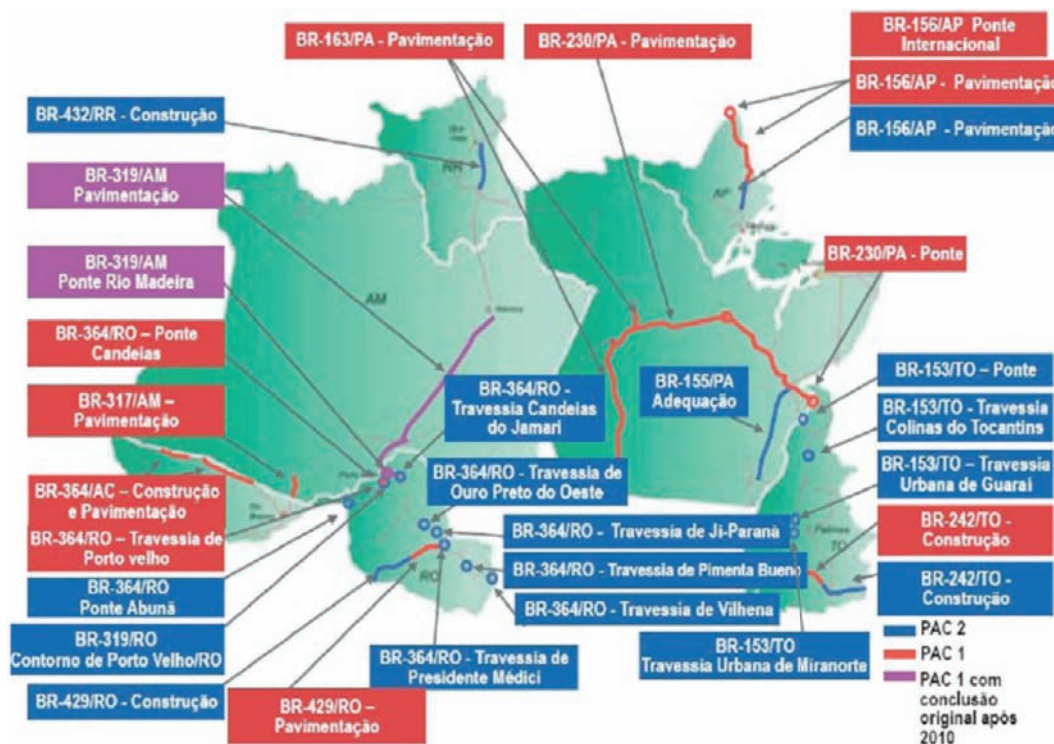 BR-163/PA - Pavimentação
BR-230/PA - Pavimentação
BR-156/AP Ponte
Internacional
BR-156/AP - Pavimentação
BR-156/AP - Pavimentação
BR-432/RR - Construção
BR-319/AM
Pavimentação
BR-319/AM
Ponte Rio Madeira
BR-364/RO – Ponte
Candeias
BR-317/AM –
Pavimentação
BR-364/AC – Construção
e Pavimentação
BR-364/RO – Travessia de
Porto velho
BR-364/RO
Ponte Abunã
BR-319/RO
Contorno de Porto Velho/RO
BR-429/RO - Construção
BR-429/RO –
Pavimentação
BR-364/RO - Travessia de
Presidente Médici
BR-364/RO -
Travessia Candeias
do Jamari
BR-364/RO - Travessia de
Ouro Preto do Oeste
BR-364/RO - Travessia de Ji-Paraná
BR-364/RO - Travessia de Pimenta Bueno
BR-364/RO - Travessia de Vilhena
BR-155/PA
Adequação
BR-230/PA - Ponte
BR-153/TO – Ponte
BR-153/TO - Travessia
Colinas do Tocantins
BR-153/TO – Travessia
Urbana de Guaraí
BR-242/TO -
Construção
BR-242/TO -
Construção
BR-153/TO
Travessia Urbana de Miranorte
AM
RR
AP
RO
TO
PAC 2
PAC 1
PAC 1 com
conclusão
original após
2010